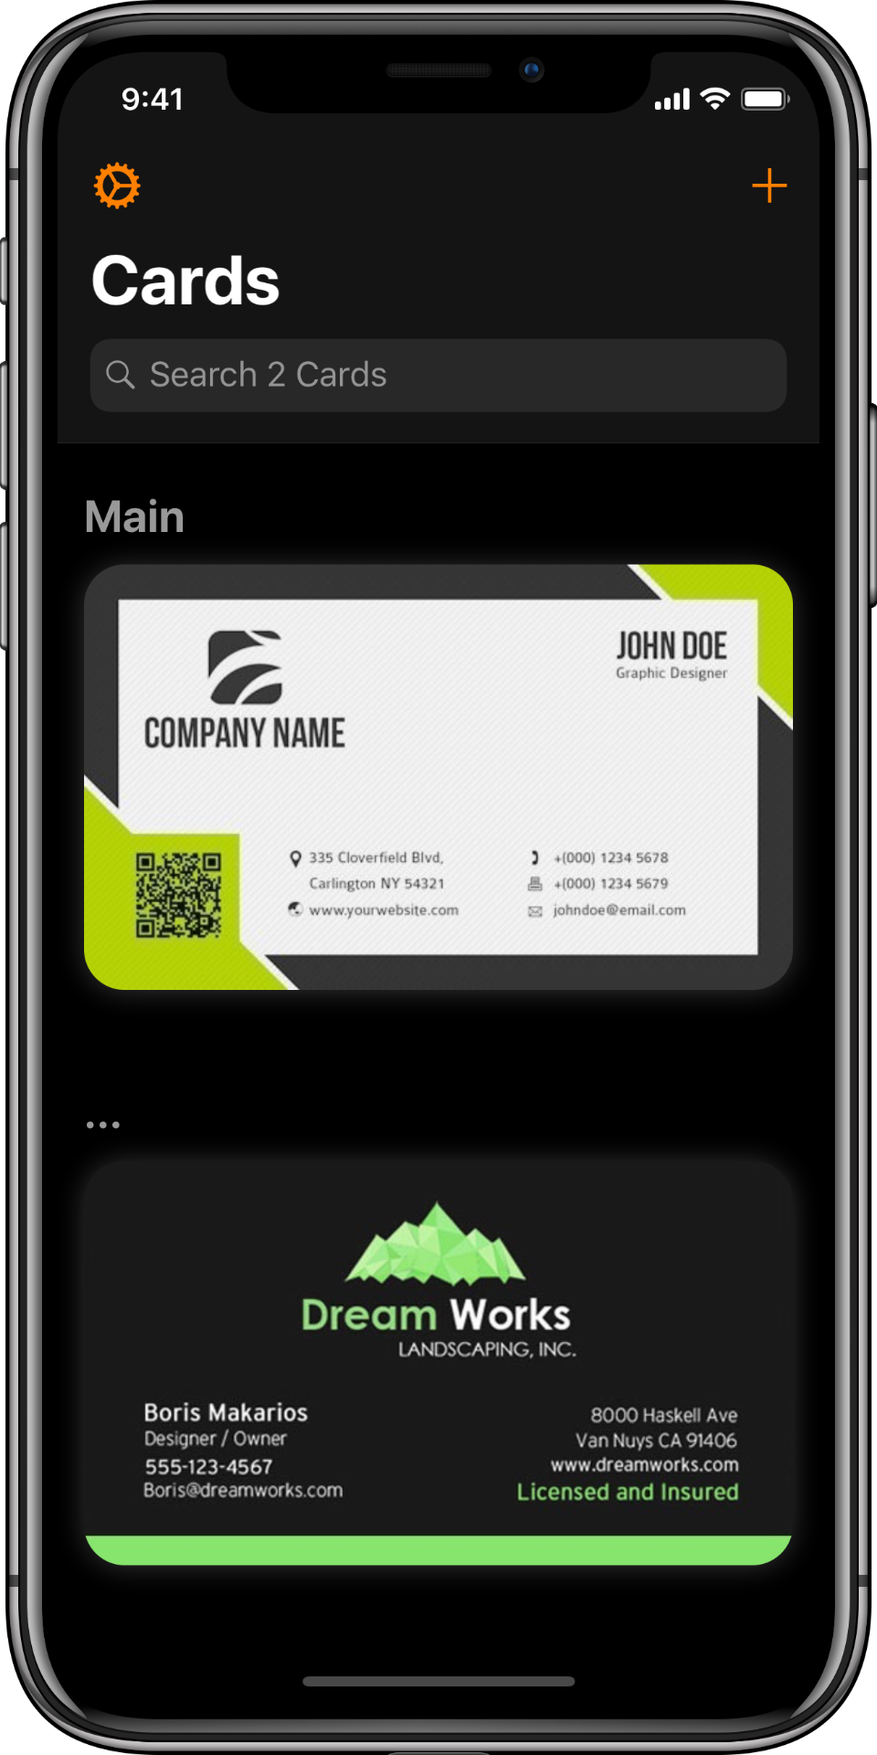 9:41
Cards
Search 2 Cards
Main
JOHN DOE
Graphic Designer
COMPANY NAME
335 Cloverfield Blvd,
Carlington NY 54321
www.yourwebsite.com
+(000) 1234 5678
+(000) 1234 5679
johndoe@email.com
...
Dream Works
LANDSCAPING, INC.
Boris Makarios
Designer / Owner
555-123-4567
Boris@dreamworks.com
8000 Haskell Ave
Van Nuys CA 91406
www.dreamworks.com
Licensed and Insured